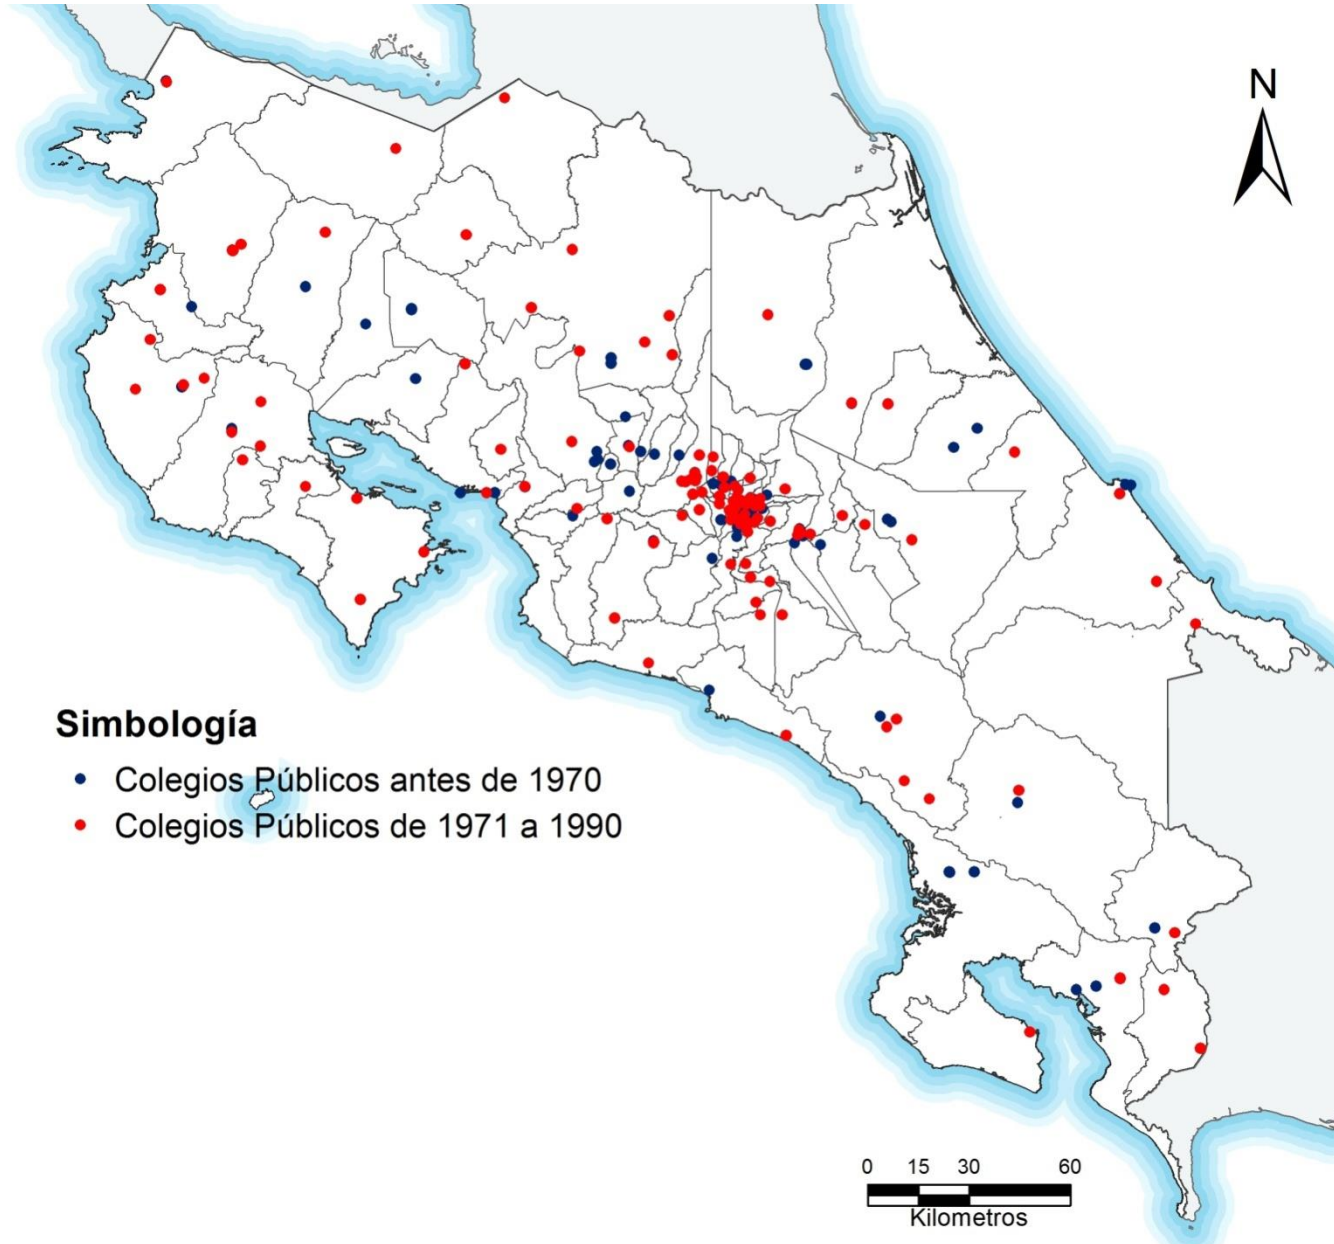 N
Simbología
Colegios Públicos antes de 1970
Colegios Públicos de 1971 a 1990
0 15 30 60
Kilometros